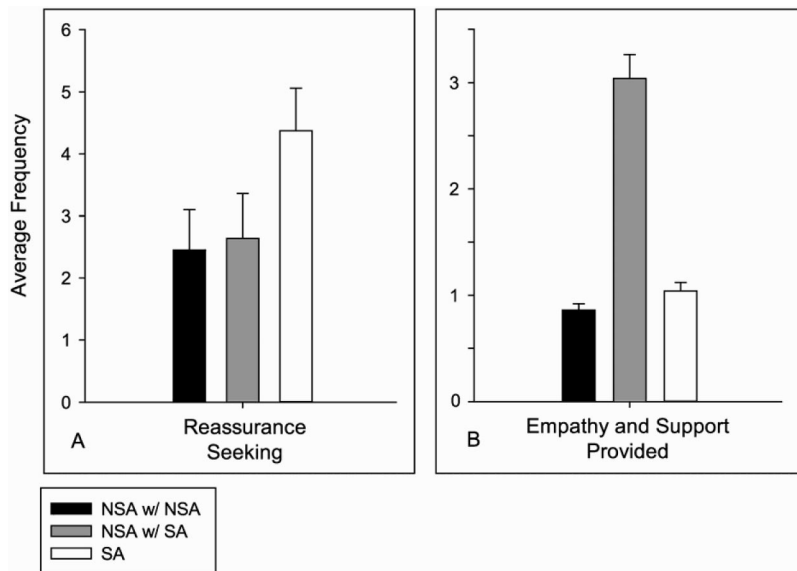 Average Frequency
6
5
4
3
2
1
0
A
Reassurance
Seeking
3
2
1
0
B
Empathy and Support
Provided
NSA w/ NSA
NSA w/ SA
SA